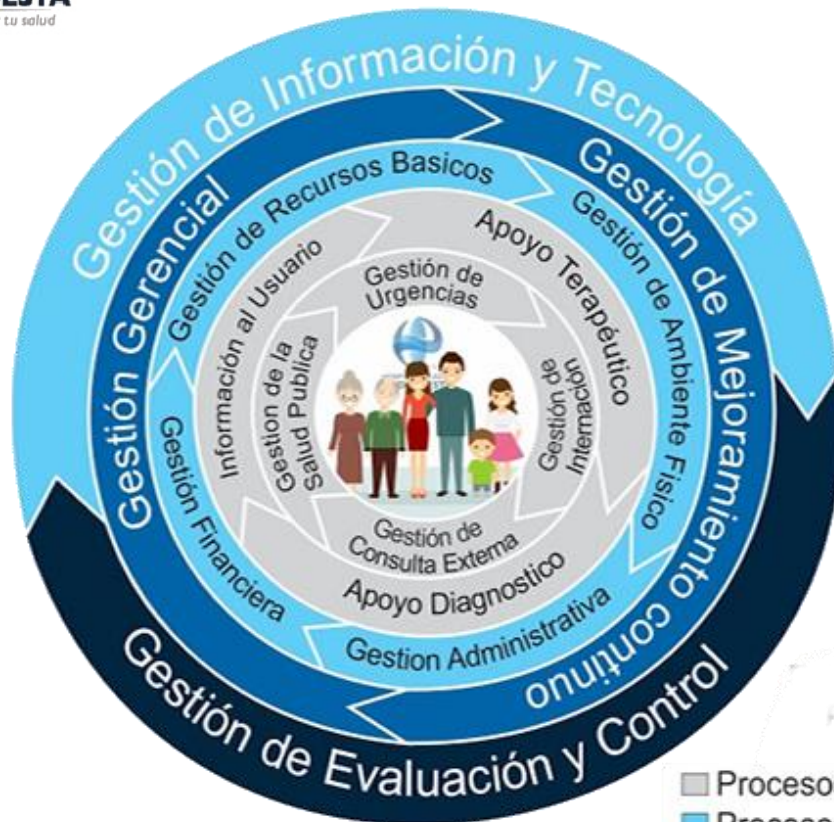 tu salud
Gestión de Información y Tecnología
Gestión Gerencial
Gestión de Mejoramiento continuo
Gestión de Evaluación y Control
Gestión de Recursos Basicos
Gestión de Ambiente Físico
Gestion Administrativa
Gestión Financiera
Información al Usuario
Apoyo Terapéutico
Apoyo Diagnostico
Gestión de
Urgencias
Gestión de
Internación
Gestión de
Consulta Externa
Gestion de la
Salud Publica
Proceso